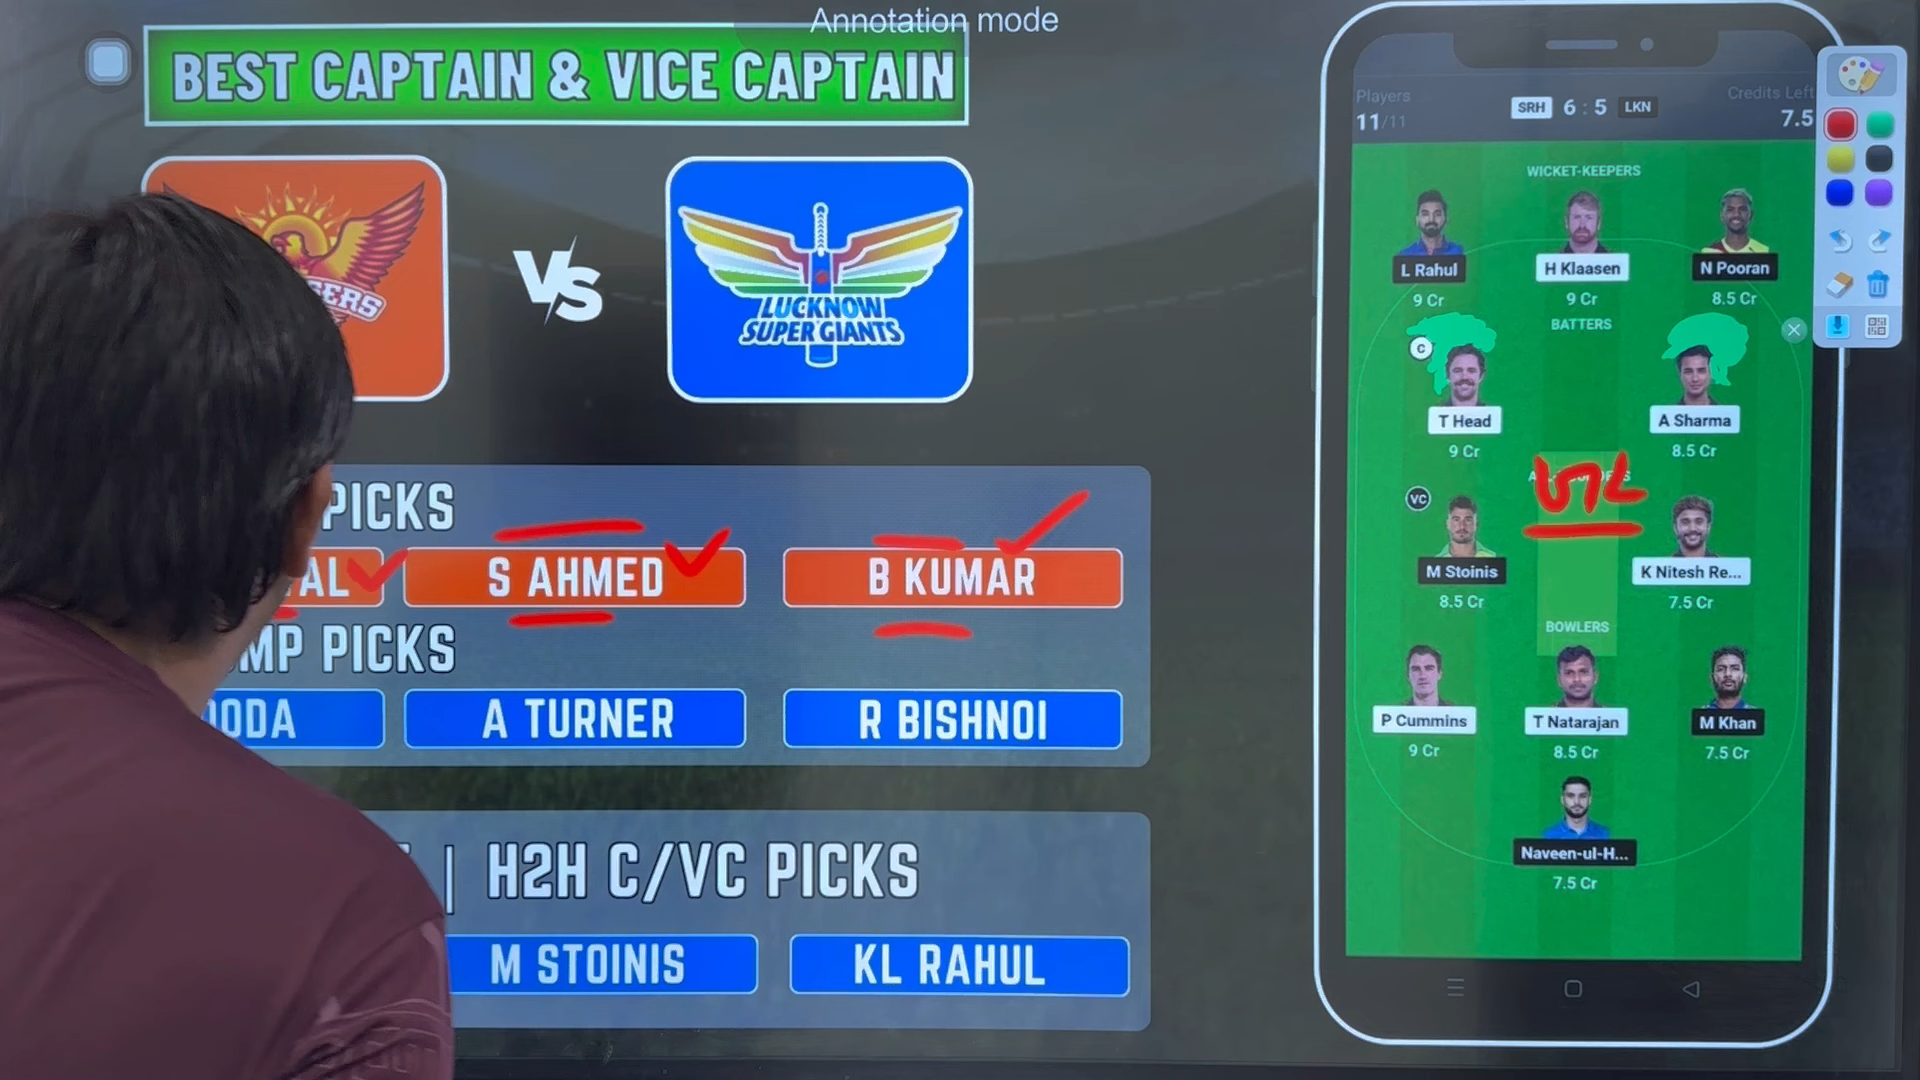 Annotation mode
BEST CAPTAIN & VICE CAPTAIN
VS
LUCKNOW
SUPER GIANTS
PICKS
S AHMED
B KUMAR
PICKS
A TURNER
R BISHNOI
| H2H C/VC PICKS
M STOINIS
KL RAHUL
Players
11/11
SRH 6 : 5 LKN
Credits Left
7.5
WICKET-KEEPERS
L Rahul
H Klaasen
N Pooran
9 Cr
9 Cr
8.5 Cr
BATTERS
C
T Head
A Sharma
9 Cr
8.5 Cr
VC
M Stoinis
K Nitesh Re...
8.5 Cr
7.5 Cr
BOWLERS
P Cummins
T Natarajan
M Khan
9 Cr
8.5 Cr
7.5 Cr
Naveen-ul-H...
7.5 Cr